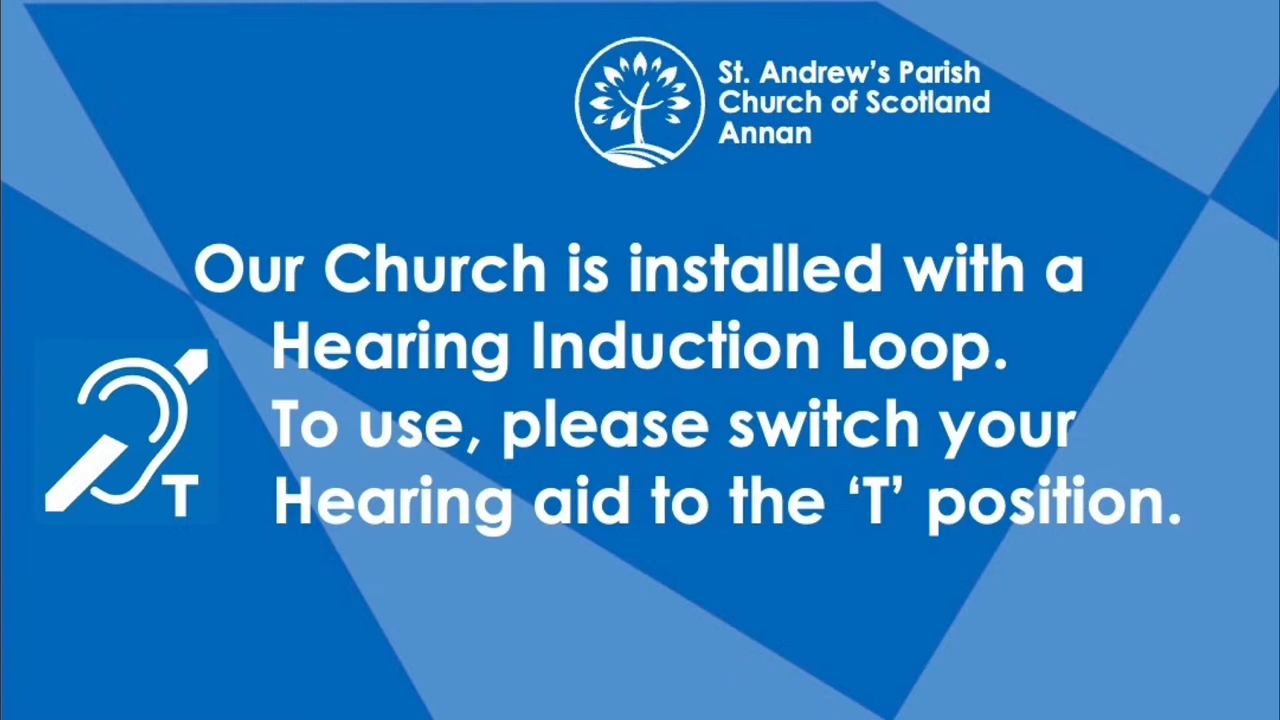 St. Andrew's Parish
Church of Scotland
Annan
Our Church is installed with a
Hearing Induction Loop.
To use, please switch your
Hearing aid to the ‘T’ position.
T